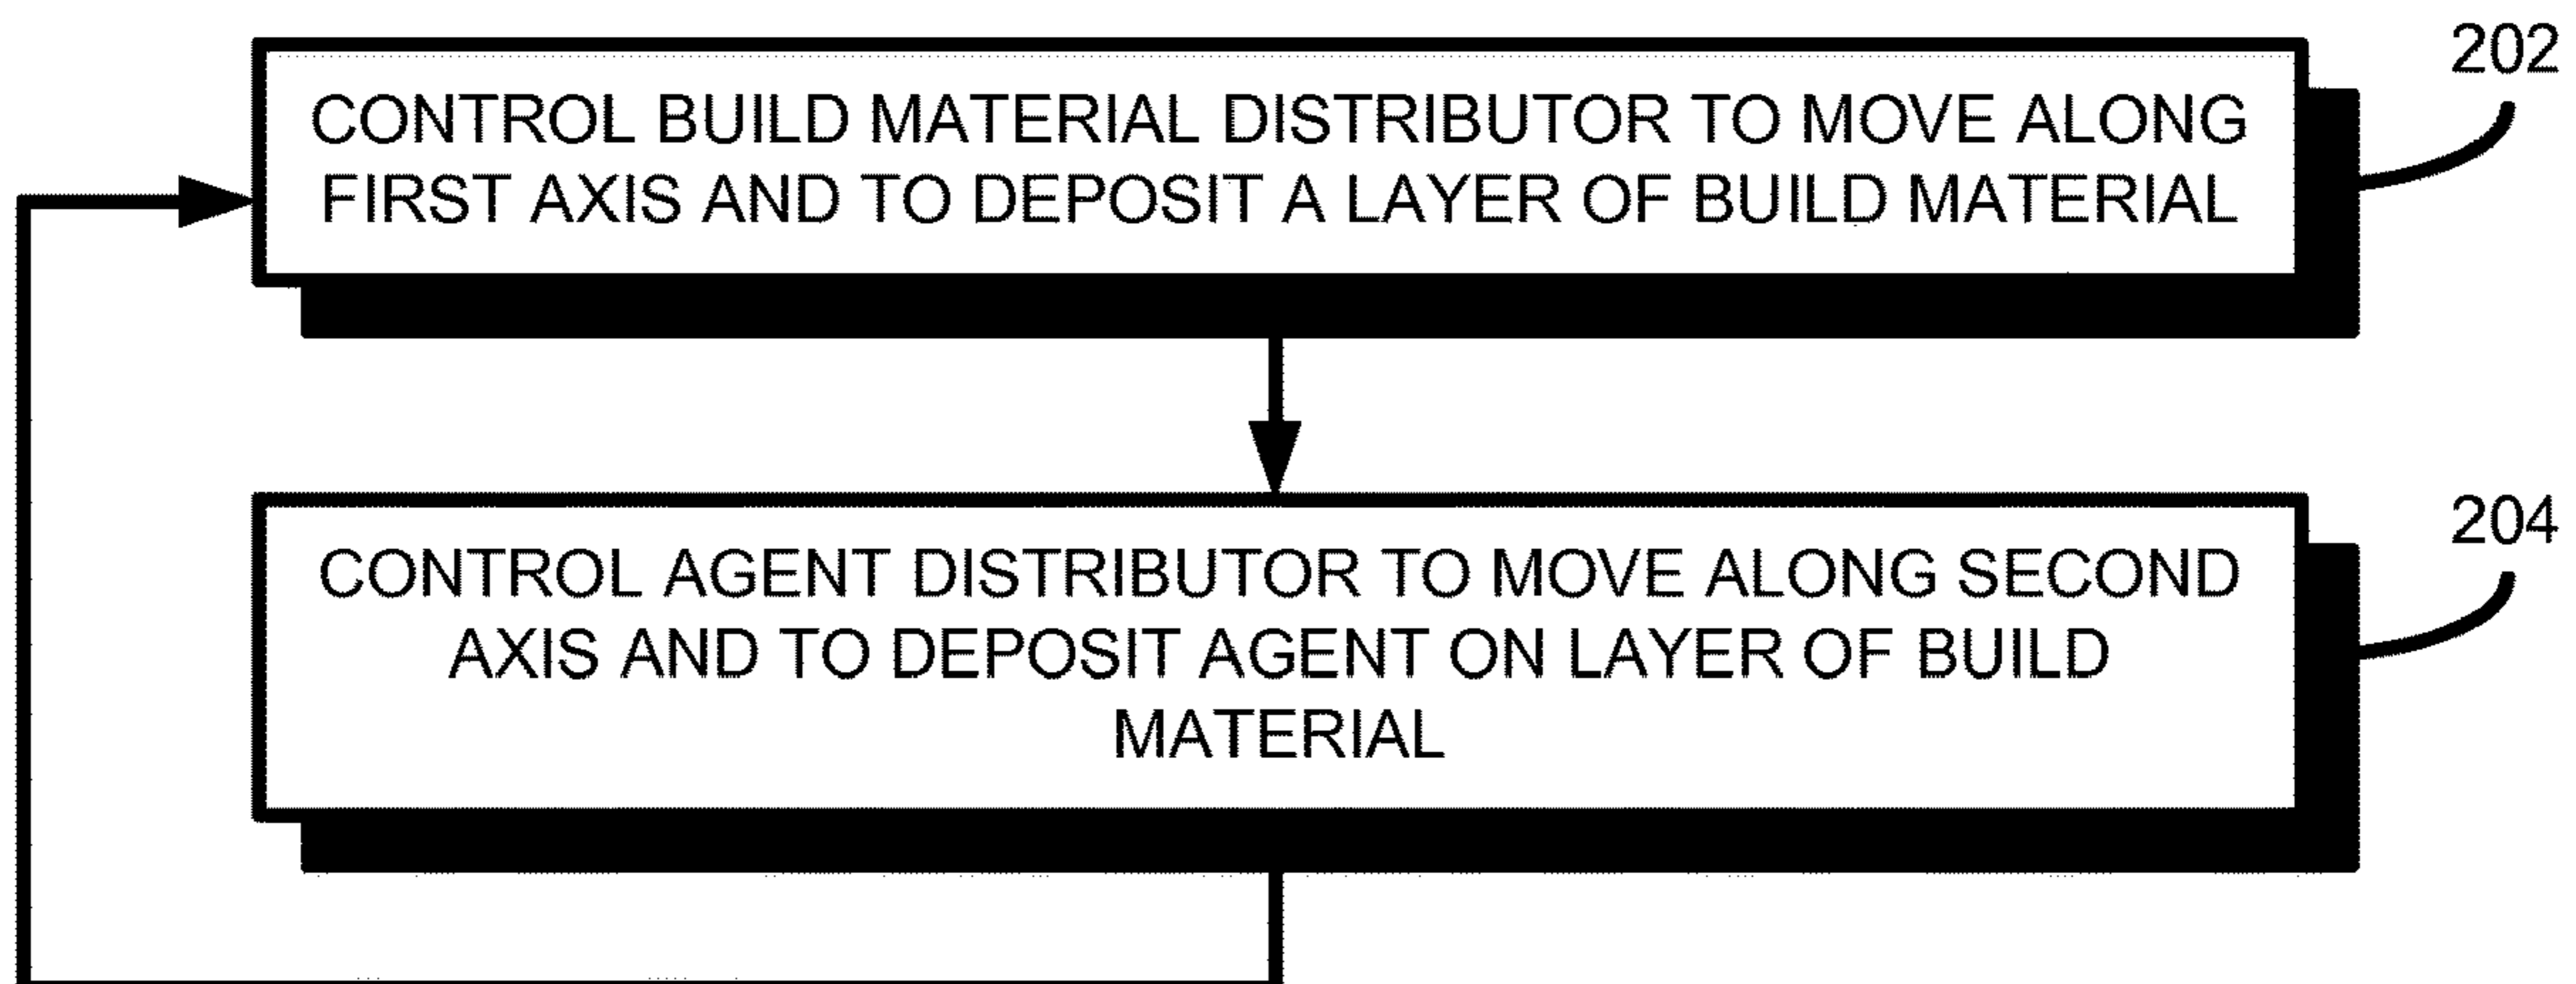 202
CONTROL BUILD MATERIAL DISTRIBUTOR TO MOVE ALONG
FIRST AXIS AND TO DEPOSIT A LAYER OF BUILD MATERIAL
204
CONTROL AGENT DISTRIBUTOR TO MOVE ALONG SECOND
AXIS AND TO DEPOSIT AGENT ON LAYER OF BUILD
MATERIAL